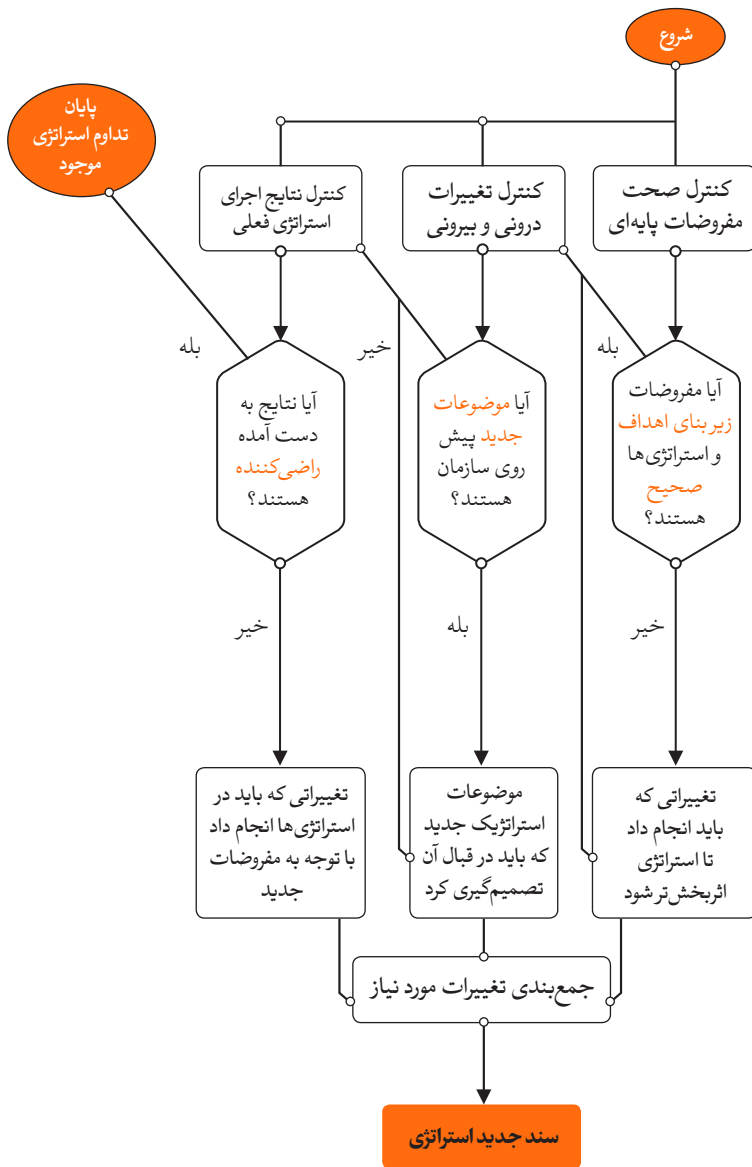 شروع
پایان
تداوم استراتژی
موجود
کنترل صحت
مفروضات پایه‌ای
کنترل تغییرات
درونی و بیرونی
کنترل نتایج اجرای
استراتژی فعلی
بله
خیر
بله
آیا مفروضات
زیربنای اهداف
و استراتژی‌ها
صحیح
هستند؟
آیا موضوعات
جدید پیش
روی سازمان
هستند؟
آیا نتایج به
دست آمده
راضی‌کننده
هستند؟
خیر
بله
خیر
تغییراتی که
باید انجام داد
تا استراتژی
اثربخش‌تر شود
موضوعات
استراتژیک جدید
که باید در قبال آن
تصمیم‌گیری کرد
تغییراتی که باید در
استراتژی‌ها انجام داد
با توجه به مفروضات
جدید
جمع‌بندی تغییرات مورد نیاز
سند جدید استراتژی